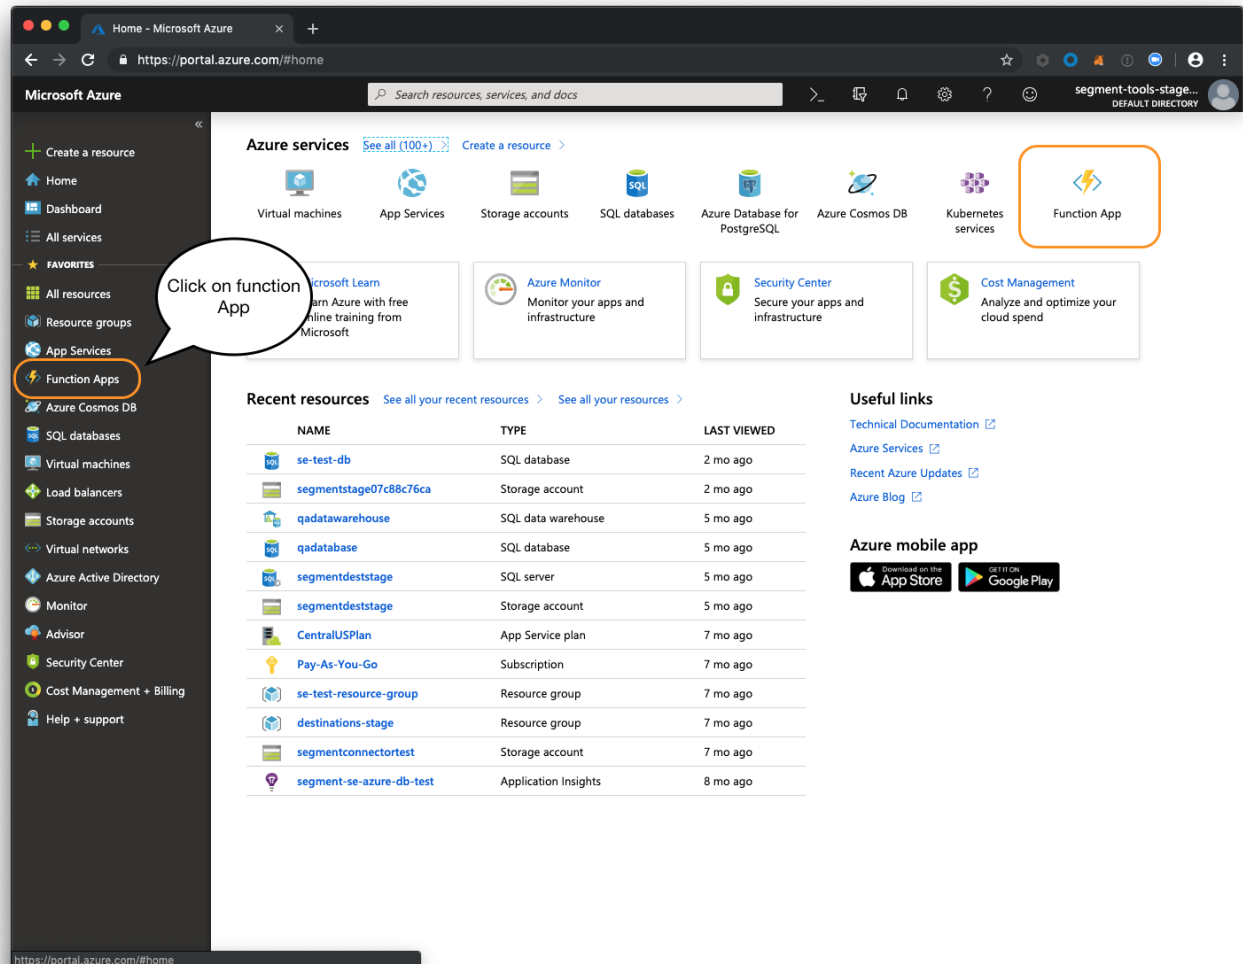 Home - Microsoft Azure
https://portal.azure.com/#home
Microsoft Azure
Search resources, services, and docs
segment-tools-stage...
DEFAULT DIRECTORY
Create a resource
Home
Dashboard
All services
FAVORITES
All resources
Resource groups
App Services
Function Apps
Azure Cosmos DB
SQL databases
Virtual machines
Load balancers
Storage accounts
Virtual networks
Azure Active Directory
Monitor
Advisor
Security Center
Cost Management + Billing
Help + support
Click on function
App
Azure services See all (100+) Create a resource
Virtual machines
App Services
Storage accounts
SQL databases
Azure Database for
PostgreSQL
Azure Cosmos DB
Kubernetes
services
Function App
Learn
Azure with free
training from
Microsoft
Azure Monitor
Monitor your apps and
infrastructure
Security Center
Secure your apps and
infrastructure
Cost Management
Analyze and optimize your
cloud spend
Recent resources See all your recent resources See all your resources
NAME TYPE LAST VIEWED
se-test-db SQL database 2 mo ago
segmentstage07c88c76ca Storage account 2 mo ago
qadatawarehouse SQL data warehouse 5 mo ago
qadatabase SQL database 5 mo ago
segmentdeststage SQL server 5 mo ago
segmentdeststage Storage account 5 mo ago
CentralUSPlan App Service plan 7 mo ago
Pay-As-You-Go Subscription 7 mo ago
se-test-resource-group Resource group 7 mo ago
destinations-stage Resource group 7 mo ago
segmentconnectortest Storage account 7 mo ago
segment-se-azure-db-test Application Insights 8 mo ago
Useful links
Technical Documentation
Azure Services
Recent Azure Updates
Azure Blog
Azure mobile app
Download on the
App Store
GET IT ON
Google Play
https://portal.azure.com/#home